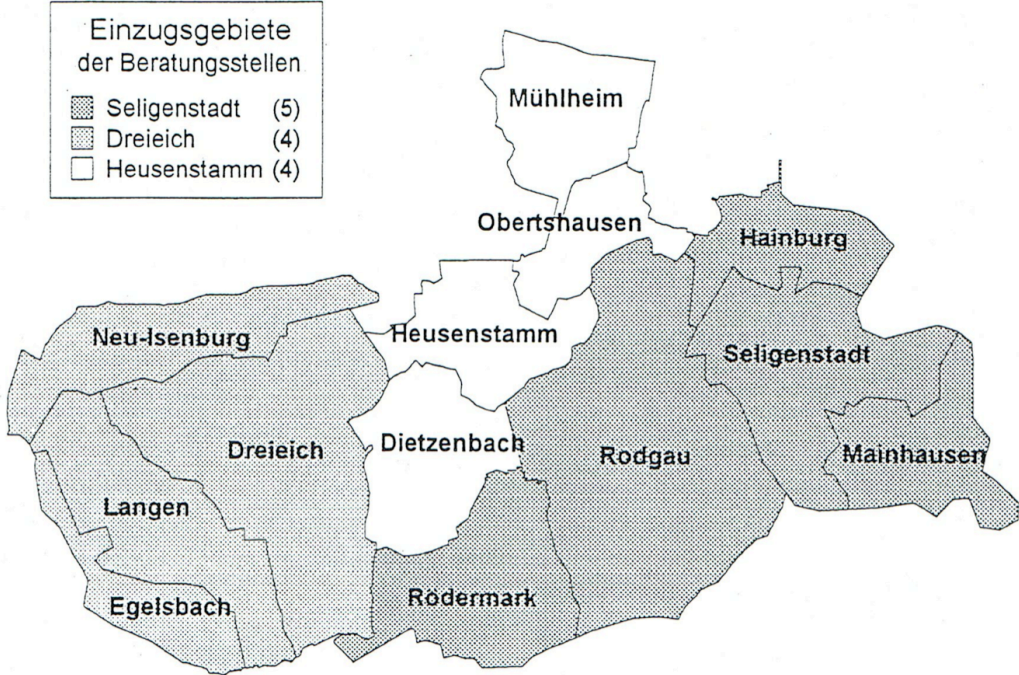 Einzugsgebiete
der Beratungsstellen
Seligenstadt (5)
Dreieich (4)
Heusenstamm (4)
Mühlheim
Obertshausen
Hainburg
Neu-Isenburg
Heusenstamm
Seligenstadt
Dreieich
Dietzenbach
Rodgau
Mainhausen
Langen
Egelsbach
Rödermark